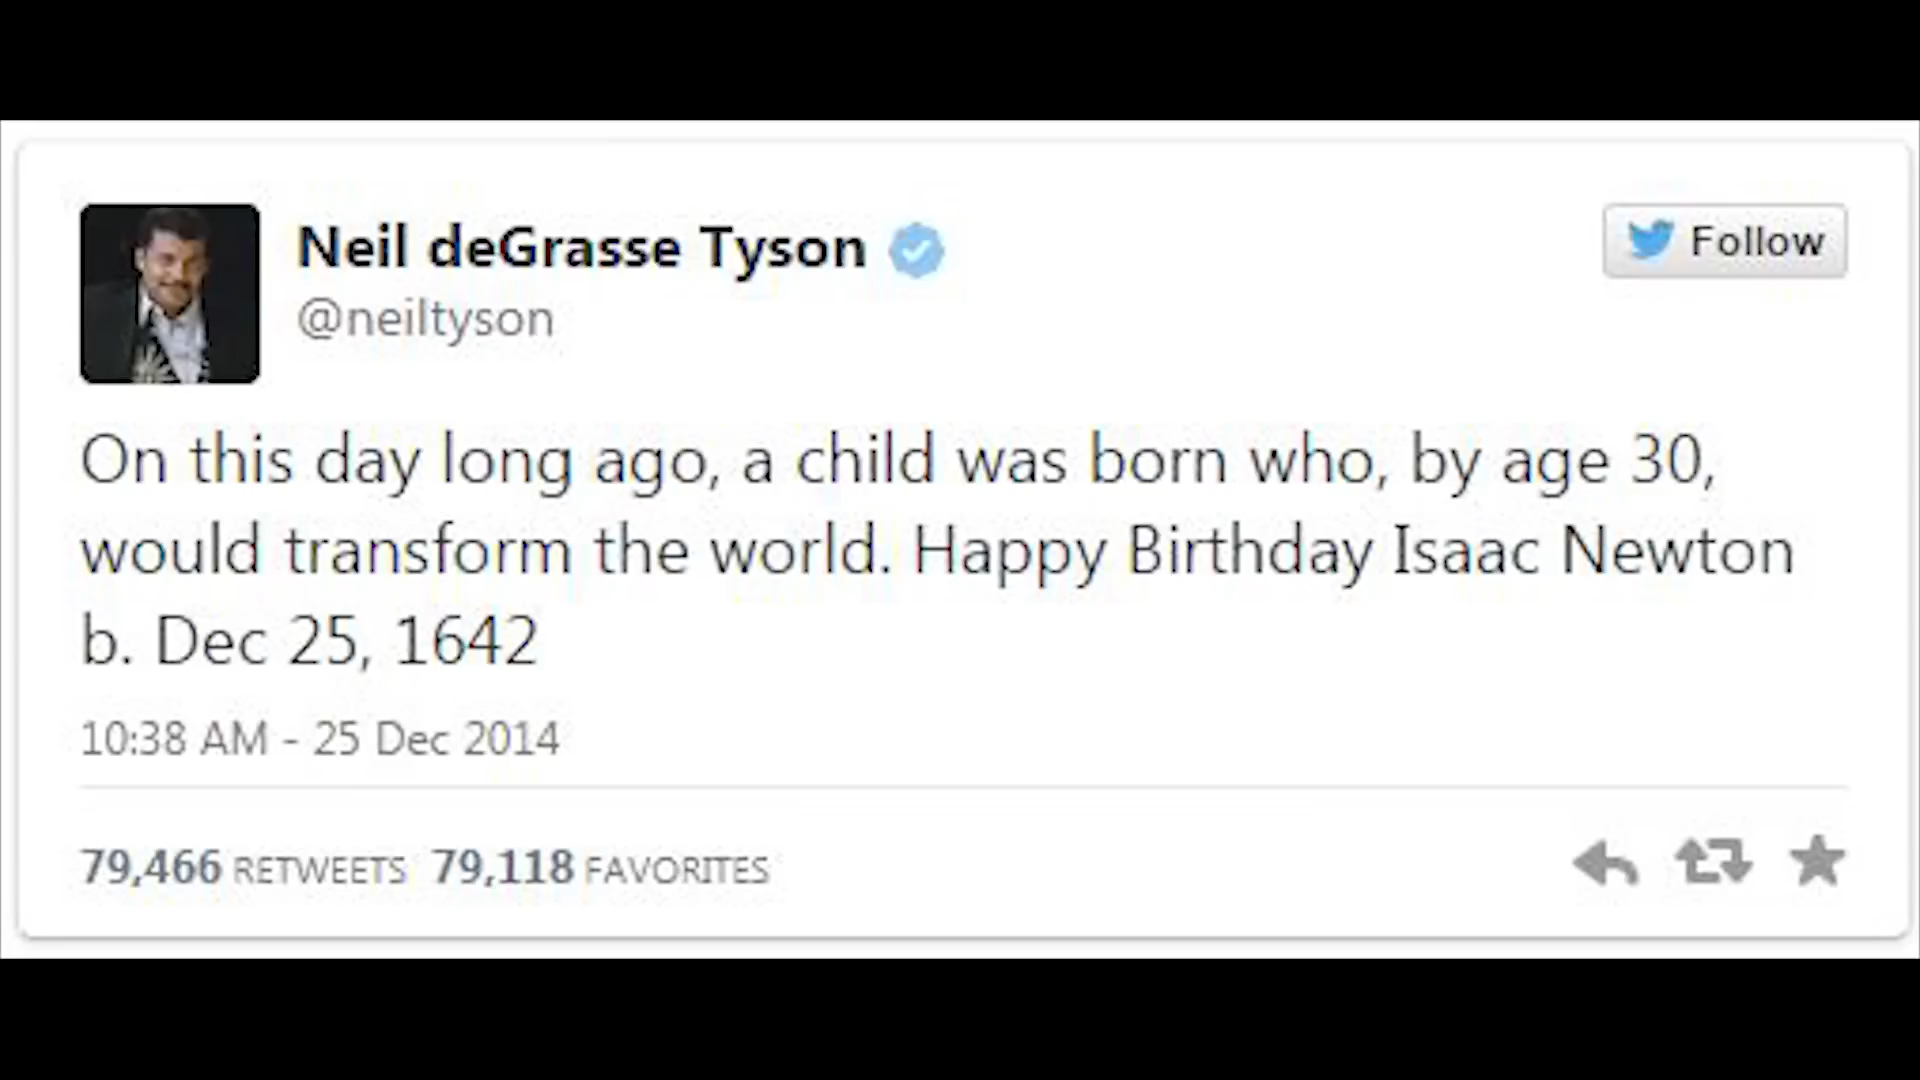 Neil deGrasse Tyson
@neiltyson
Follow
On this day long ago, a child was born who, by age 30,
would transform the world. Happy Birthday Isaac Newton
b. Dec 25, 1642
10:38 AM - 25 Dec 2014
79,466 RETWEETS 79,118 FAVORITES